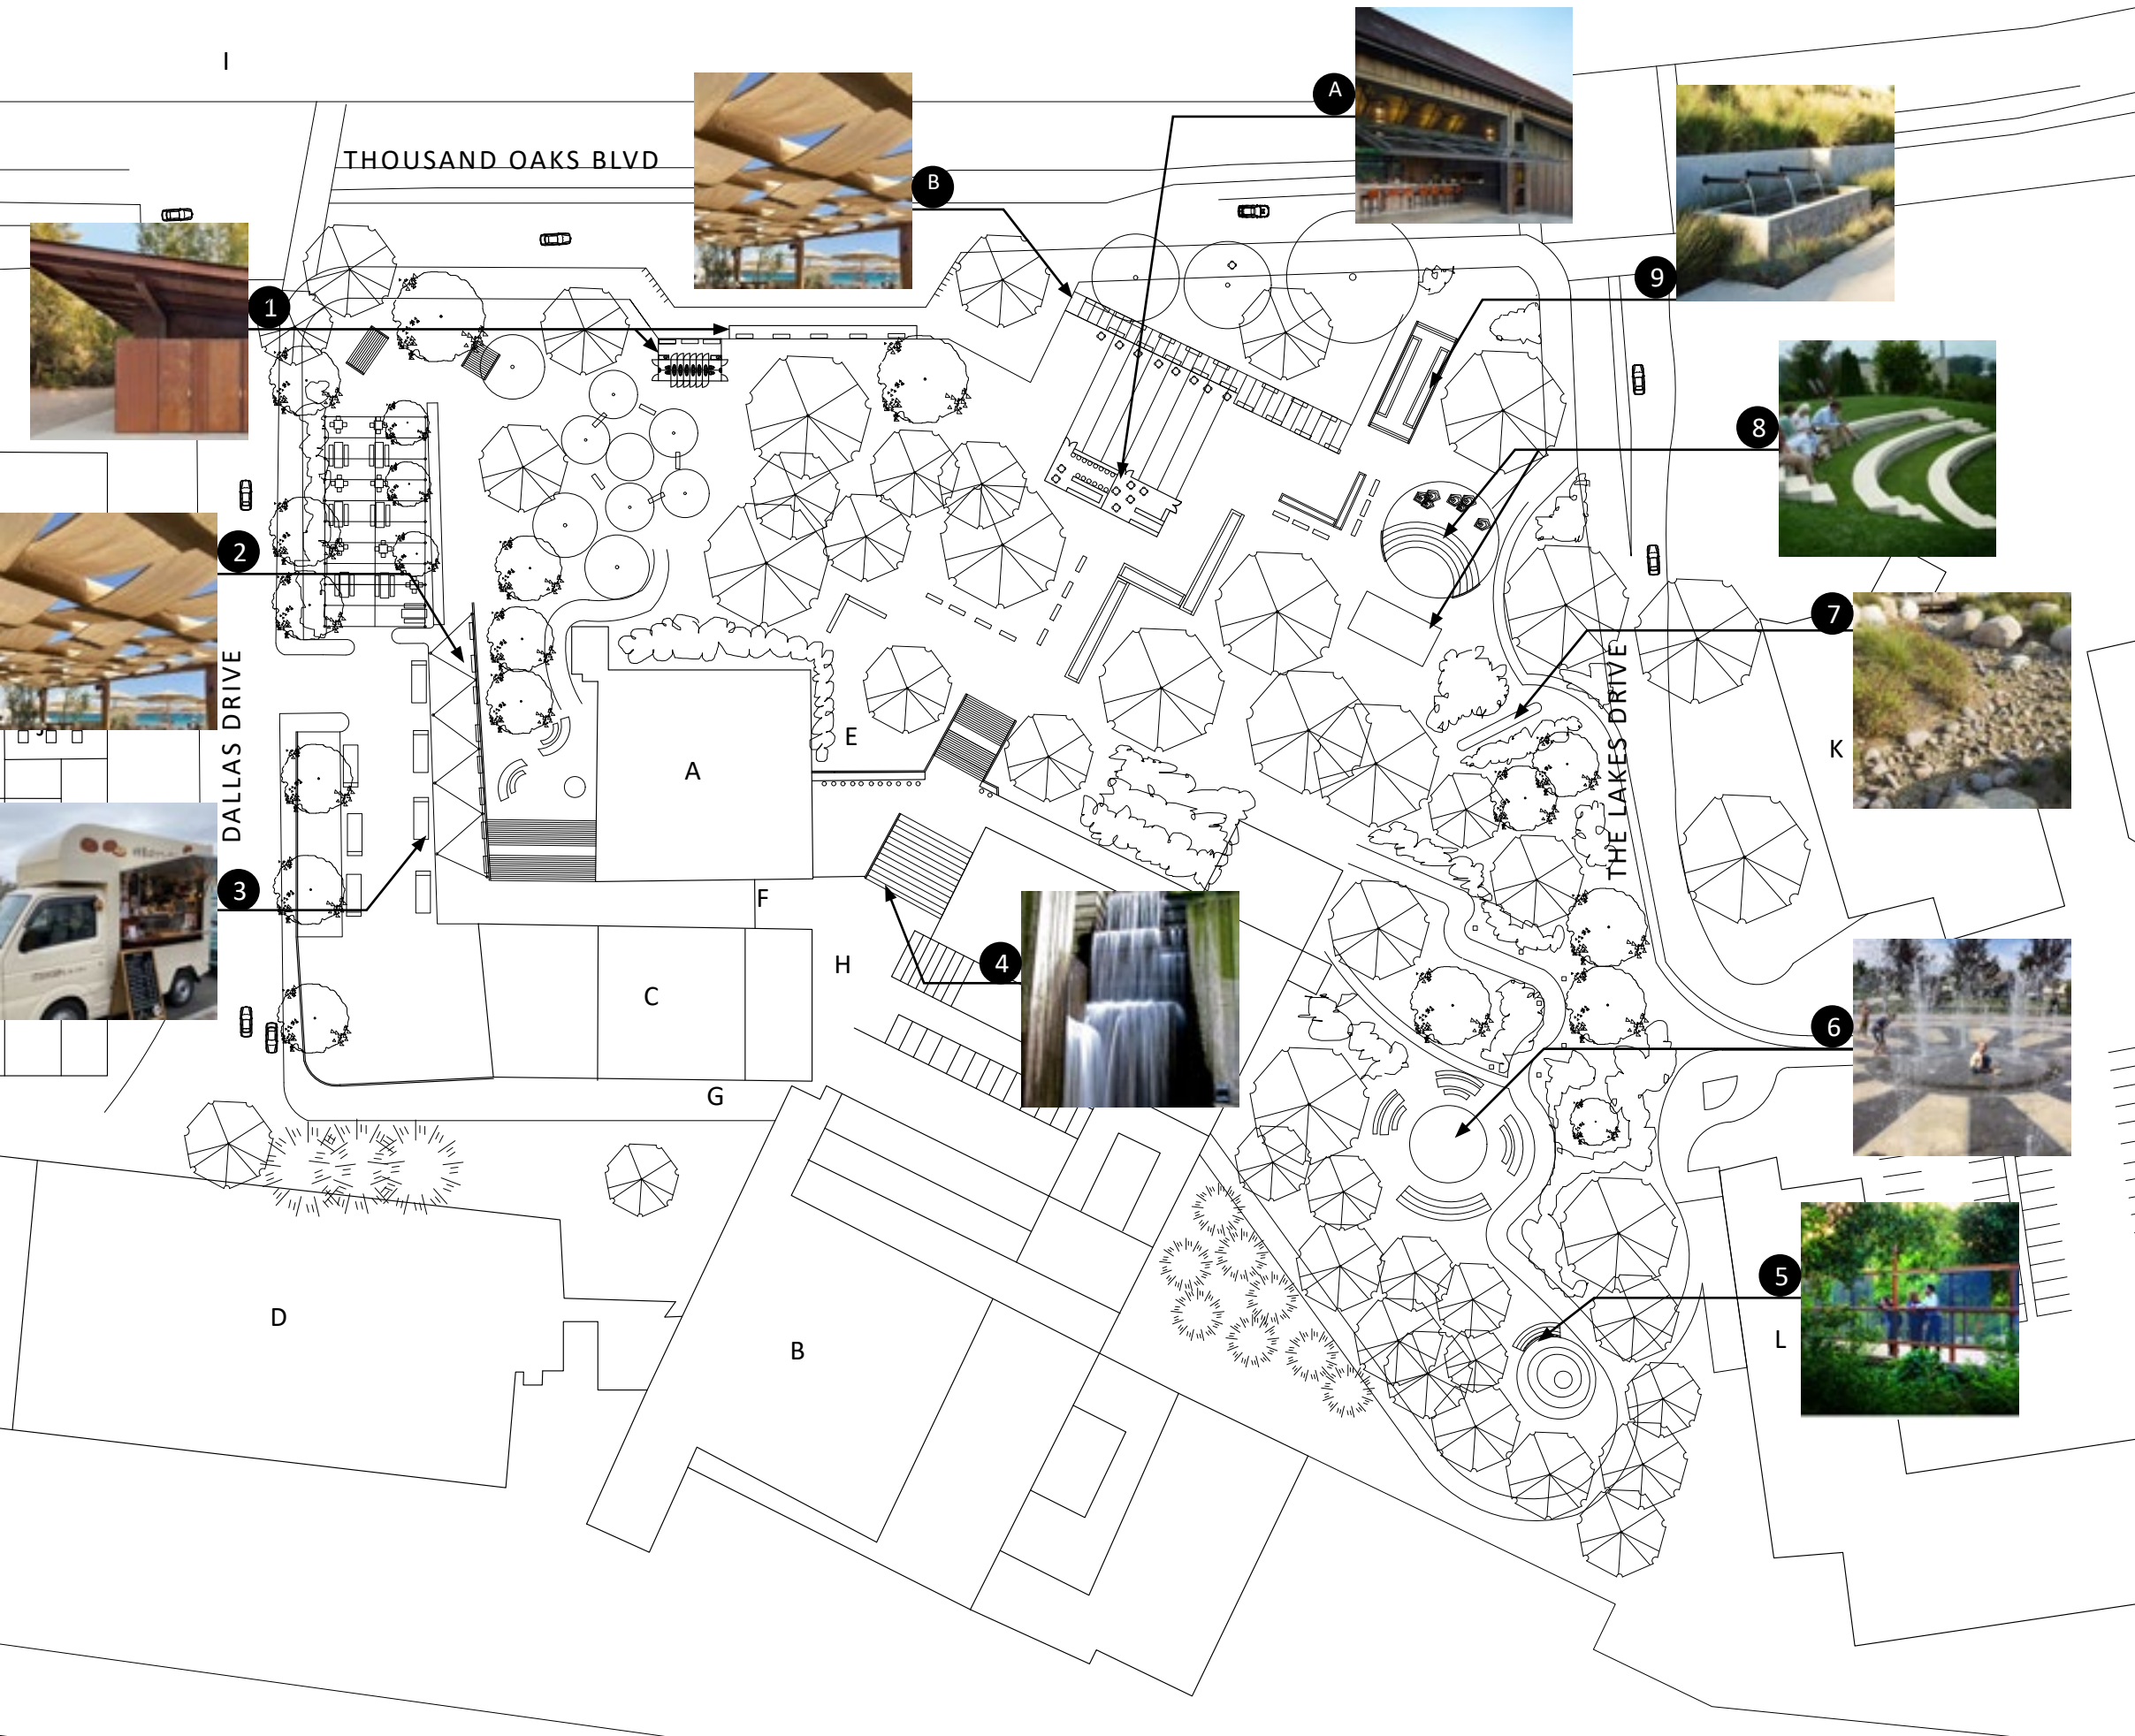 I
THOUSAND OAKS BLVD
A
B
9
1
8
2
7
DALLAS DRIVE
THE LAKES DRIVE
E
K
A
3
F
H
4
C
6
G
5
D
L
B